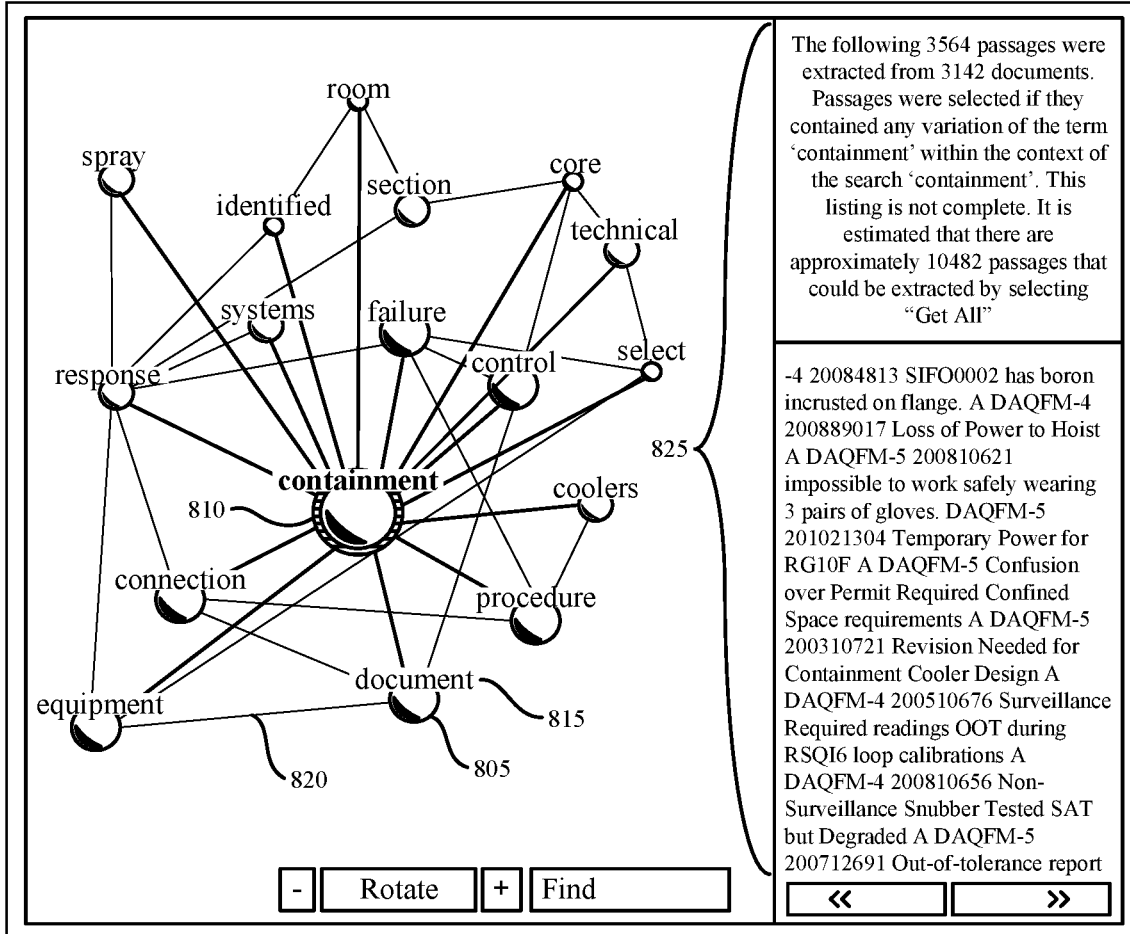 room
spray
core
section
identified
technical
systems
failure
control
select
response
825
containment
coolers
810
connection
procedure
document
equipment
815
805
820
-
Rotate
+
Find
The following 3564 passages were
extracted from 3142 documents.
Passages were selected if they
contained any variation of the term
‘containment’ within the context of
the search ‘containment’. This
listing is not complete. It is
estimated that there are
approximately 10482 passages that
could be extracted by selecting
“Get All”
-4 20084813 SIFO0002 has boron
incrusted on flange. A DAQFM-4
200889017 Loss of Power to Hoist
A DAQFM-5 200810621
impossible to work safely wearing
3 pairs of gloves. DAQFM-5
201021304 Temporary Power for
RG10F A DAQFM-5 Confusion
over Permit Required Confined
Space requirements A DAQFM-5
200310721 Revision Needed for
Containment Cooler Design A
DAQFM-4 200510676 Surveillance
Required readings OOT during
RSQI6 loop calibrations A
DAQFM-4 200810656 Non-
Surveillance Snubber Tested SAT
but Degraded A DAQFM-5
200712691 Out-of-tolerance report
« »